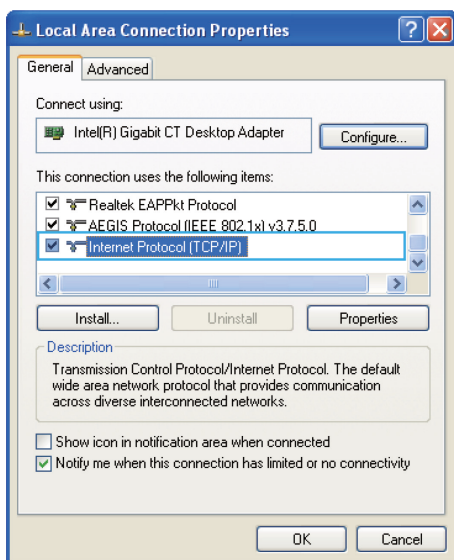 Local Area Connection Properties
General Advanced
Connect using:
Intel(R) Gigabit CT Desktop Adapter Configure...
This connection uses the following items:
Realtek EAPPkt Protocol
AEGIS Protocol (IEEE 802.1x) v3.7.5.0
Internet Protocol (TCP/IP)
Install... Uninstall Properties
Description
Transmission Control Protocol/Internet Protocol. The default
wide area network protocol that provides communication
across diverse interconnected networks.
Show icon in notification area when connected
Notify me when this connection has limited or no connectivity
OK Cancel